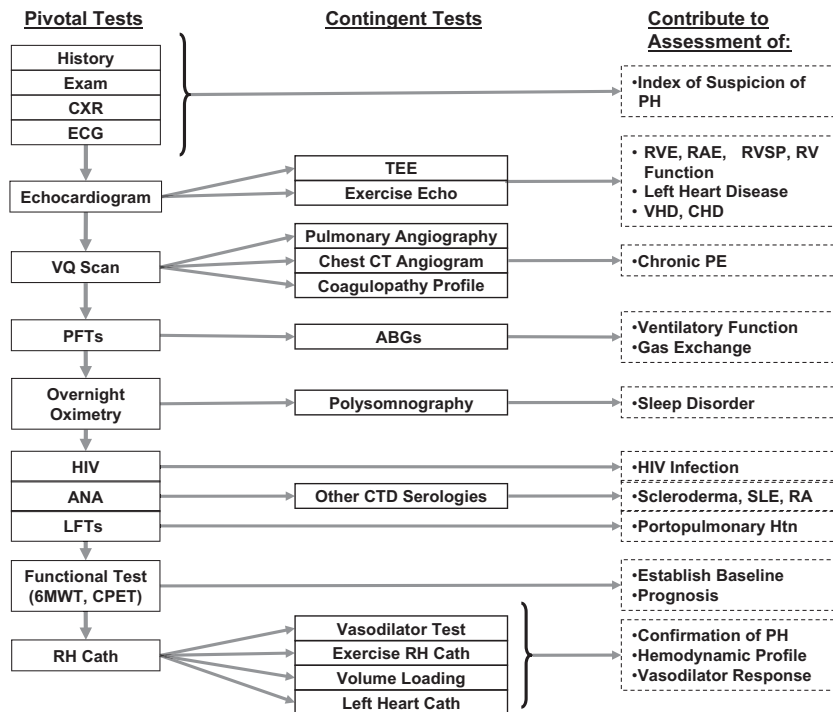 Pivotal Tests
Contingent Tests
Contribute to
Assessment of:
History
Exam
CXR
ECG
•Index of Suspicion of
PH
Echocardiogram
TEE
Exercise Echo
• RVE, RAE, RVSP, RV
Function
• Left Heart Disease
• VHD, CHD
VQ Scan
Pulmonary Angiography
Chest CT Angiogram
Coagulopathy Profile
•Chronic PE
PFTs
ABGs
•Ventilatory Function
•Gas Exchange
Overnight
Oximetry
Polysomnography
•Sleep Disorder
HIV
•HIV Infection
ANA
Other CTD Serologies
•Scleroderma, SLE, RA
LFTs
•Portopulmonary Htn
Functional Test
(6MWT, CPET)
•Establish Baseline
•Prognosis
RH Cath
Vasodilator Test
Exercise RH Cath
Volume Loading
Left Heart Cath
•Confirmation of PH
•Hemodynamic Profile
•Vasodilator Response